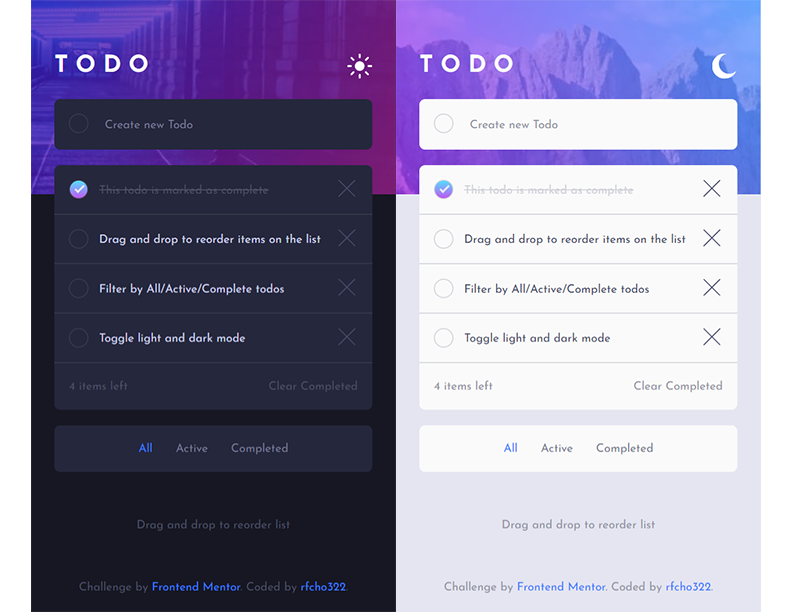 TODO
Create new Todo
This todo is marked as complete
Drag and drop to reorder items on the list
Filter by All/Active/Complete todos
Toggle light and dark mode
4 items left Clear Completed
All Active Completed
Drag and drop to reorder list
Challenge by Frontend Mentor. Coded by rfcho322.
TODO
Create new Todo
This todo is marked as complete
Drag and drop to reorder items on the list
Filter by All/Active/Complete todos
Toggle light and dark mode
4 items left Clear Completed
All Active Completed
Drag and drop to reorder list
Challenge by Frontend Mentor. Coded by rfcho322.